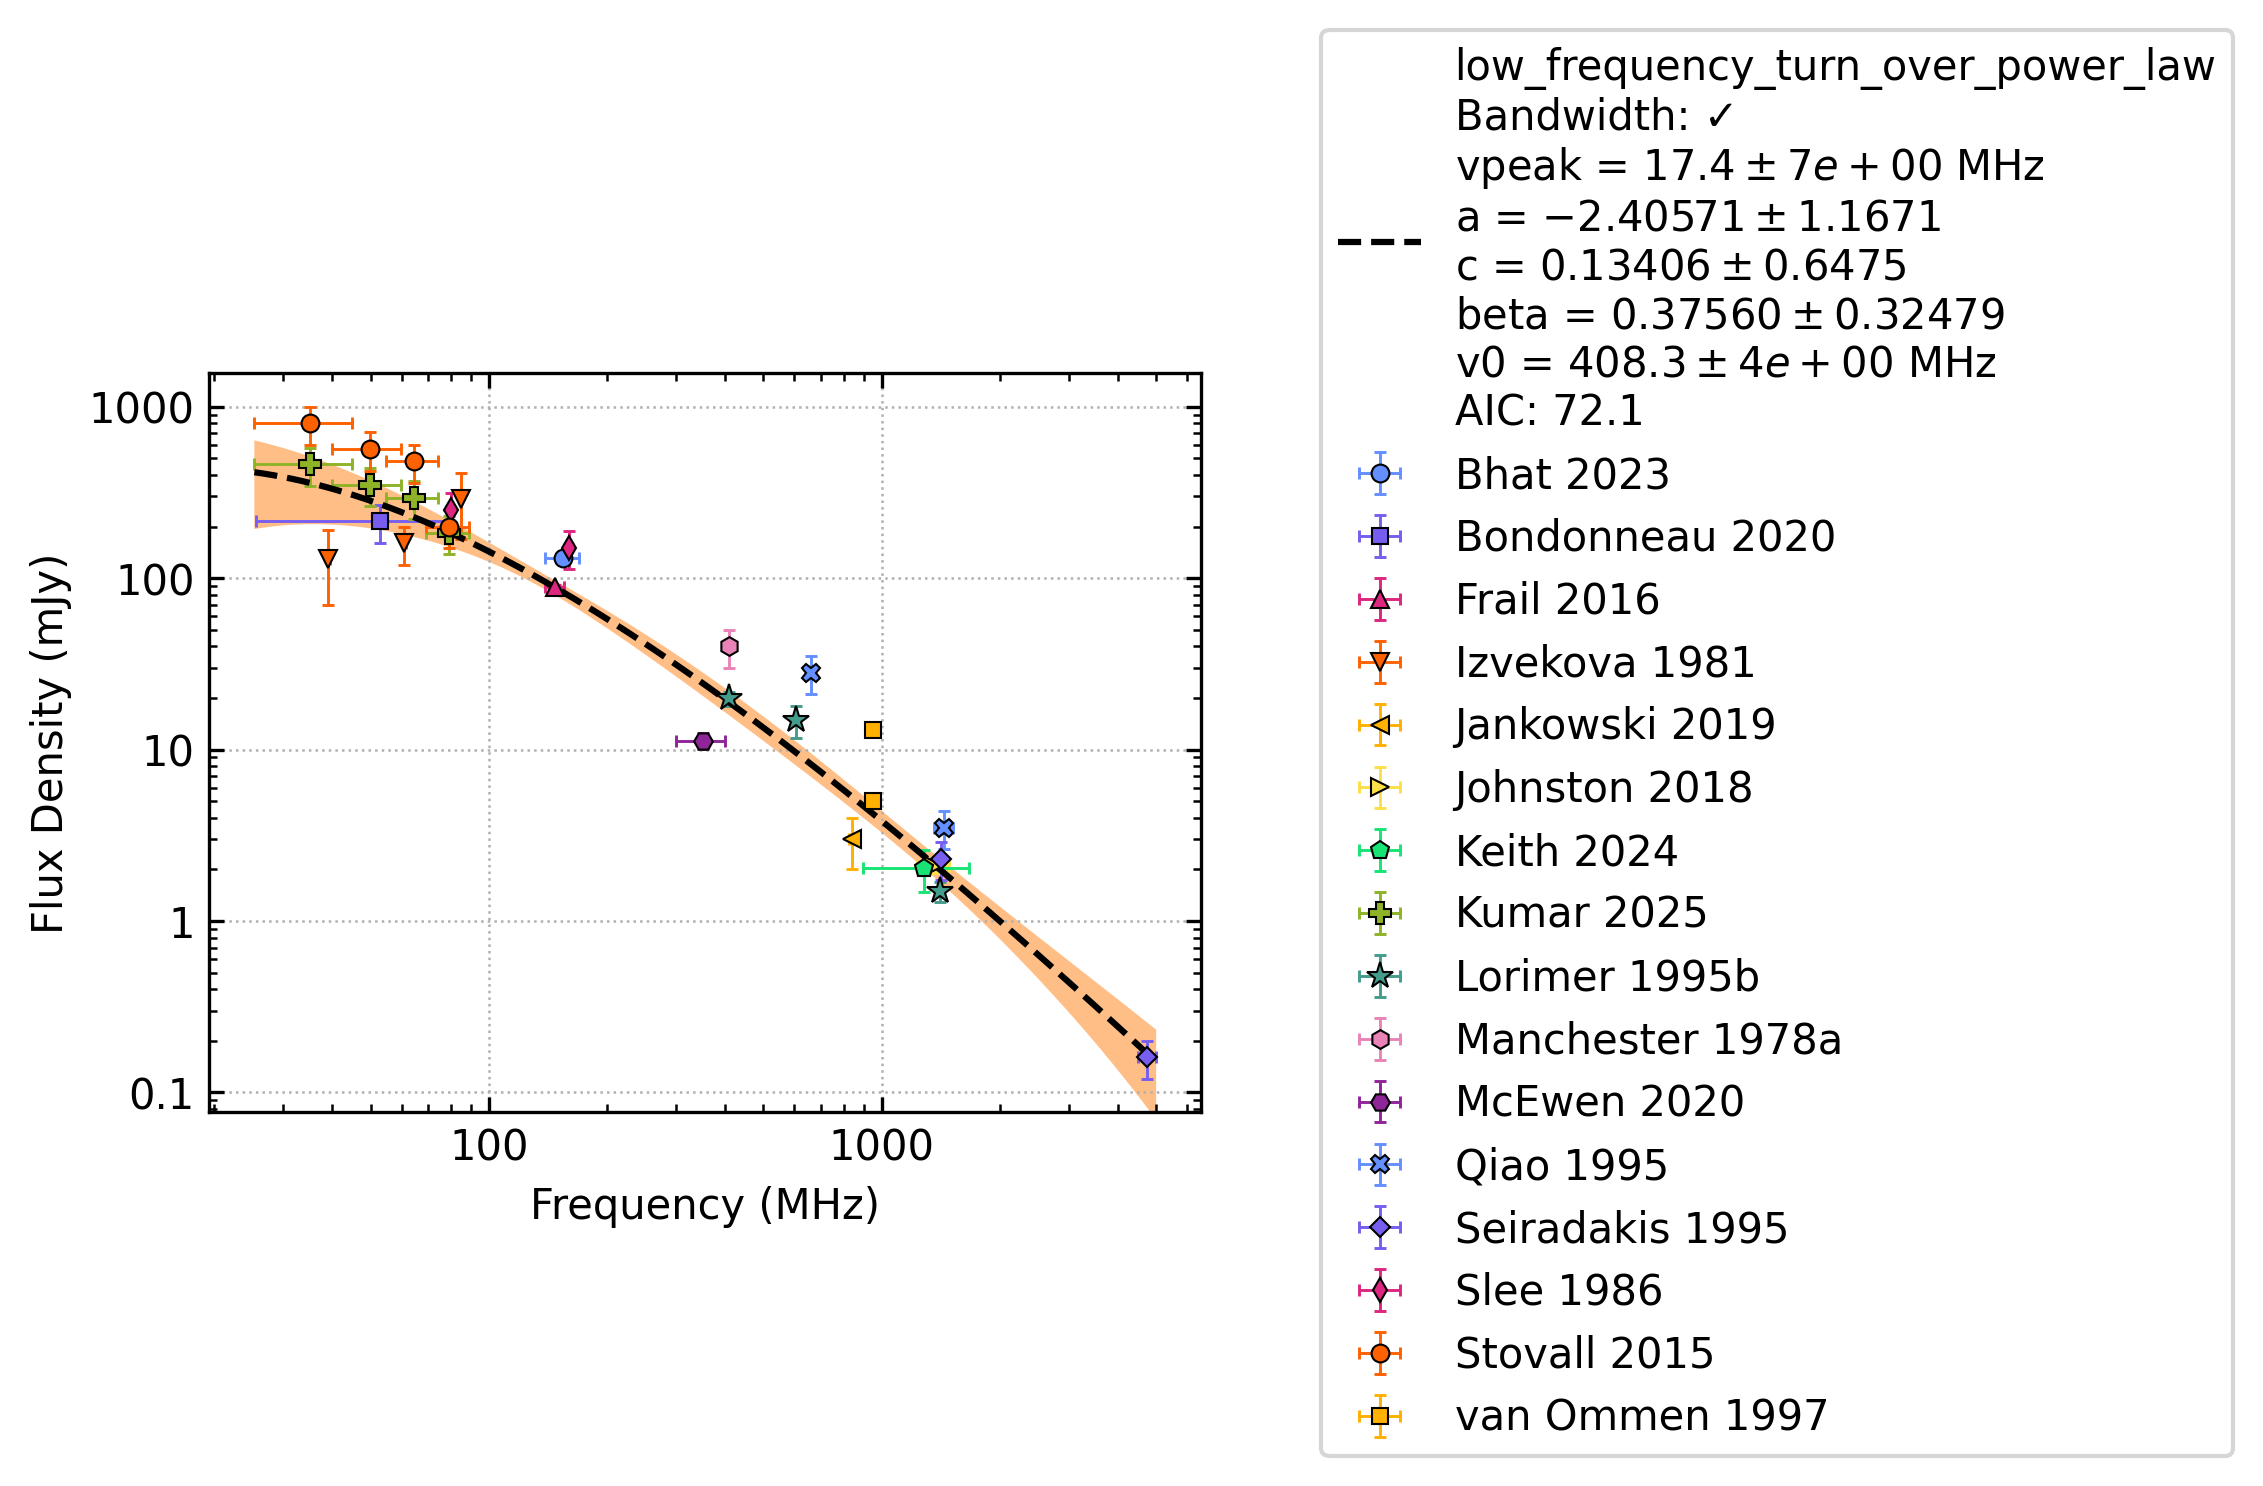 low_frequency_turn_over_power_law
Bandwidth: ✓
vpeak = 17.4 ± 7e + 00 MHz
a = −2.40571 ± 1.1671
c = 0.13406 ± 0.6475
beta = 0.37560 ± 0.32479
v0 = 408.3 ± 4e + 00 MHz
AIC: 72.1
Bhat 2023
Bondonneau 2020
Frail 2016
Izvekova 1981
Jankowski 2019
Johnston 2018
Keith 2024
Kumar 2025
Lorimer 1995b
Manchester 1978a
McEwen 2020
Qiao 1995
Seiradakis 1995
Slee 1986
Stovall 2015
van Ommen 1997
Flux Density (mJy)
1000
100
10
1
0.1
100
1000
Frequency (MHz)